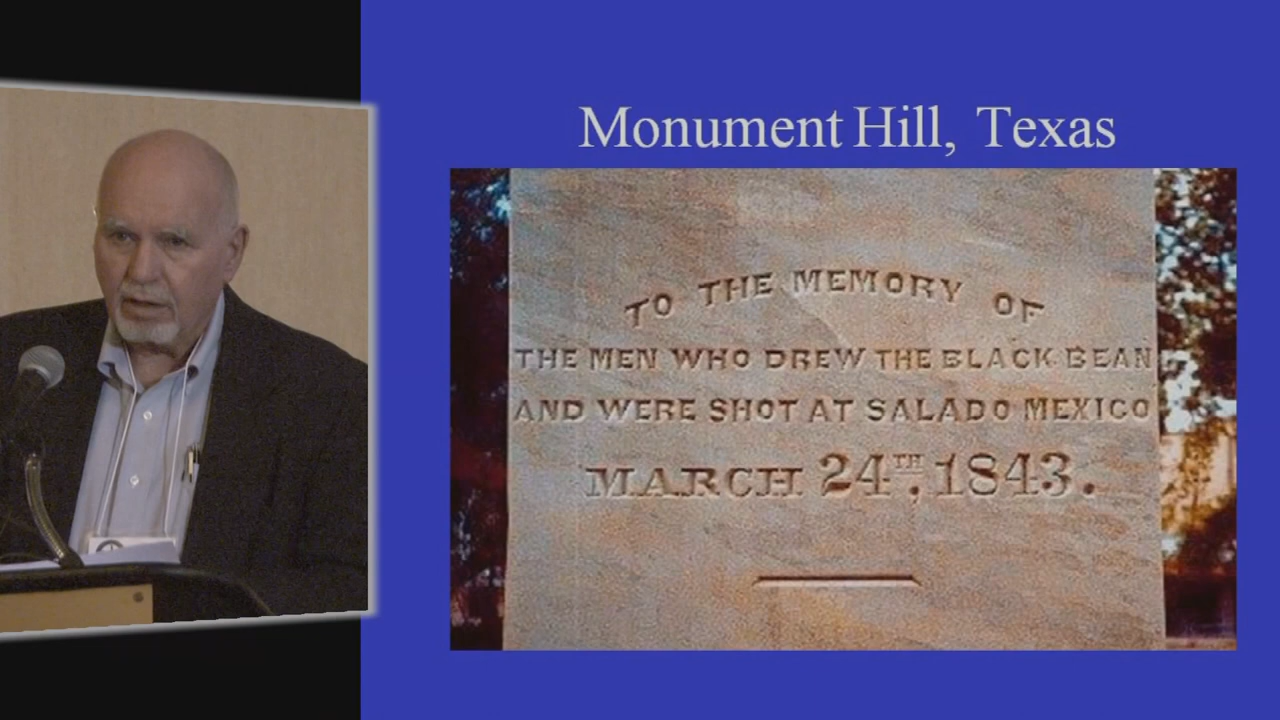 Monument Hill, Texas
TO THE MEMORY OF
THE MEN WHO DREW THE BLACK BEAN
AND WERE SHOT AT SALADO MEXICO
MARCH 24TH, 1843.